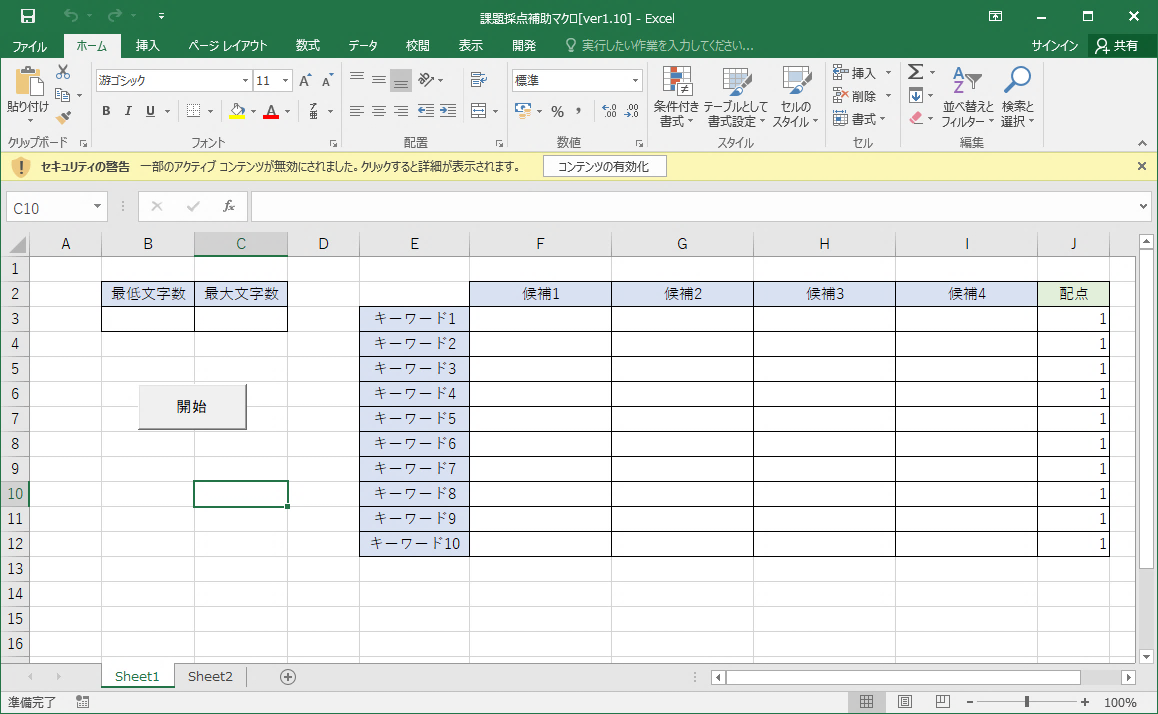 課題採点補助マクロ[ver1.10] - Excel
ファイル ホーム 挿入 ページ レイアウト 数式 データ 校閲 表示 開発 実行したい作業を入力してください... サインイン 共有
貼り付け 游ゴシック 11 A A 標準 条件付き 書式 テーブルとして 書式設定 セルの スタイル 挿入 削除 書式 並べ替えと フィルター 検索と 選択
B I U A 亜 % , .00 .00
クリップボード フォント 配置 数値 スタイル セル 編集
セキュリティの警告 一部のアクティブ コンテンツが無効にされました。クリックすると詳細が表示されます。 コンテンツの有効化
C10 fx
A B C D E F G H I J
1
2 最低文字数 最大文字数 候補1 候補2 候補3 候補4 配点
3 キーワード1 1
4 キーワード2 1
5 キーワード3 1
6 キーワード4 1
開始
7 キーワード5 1
8 キーワード6 1
9 キーワード7 1
10 キーワード8 1
11 キーワード9 1
12 キーワード10 1
13
14
15
16
Sheet1 Sheet2
準備完了 100%